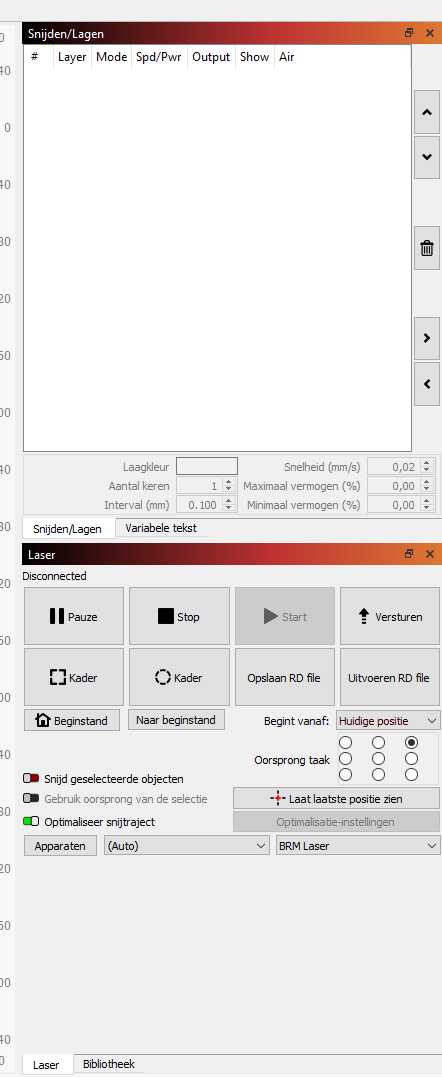 Snijden/Lagen
# Layer Mode Spd/Pwr Output Show Air
Laagkleur Snelheid (mm/s) 0,02
Aantal keren 1 Maximaal vermogen (%) 0,00
Interval (mm) 0.100 Minimaal vermogen (%) 0,00
Snijden/Lagen Variabele tekst
Laser
Disconnected
Pauze Stop Start Versturen
Kader Kader Opslaan RD file Uitvoeren RD file
Beginstand Naar beginstand Begint vanaf: Huidige positie
Oorsprong taak
Snijd geselecteerde objecten
Gebruik oorsprong van de selectie Laat laatste positie zien
Optimaliseer snijtraject Optimalisatie-instellingen
Apparaten (Auto) BRM Laser
Laser Bibliotheek